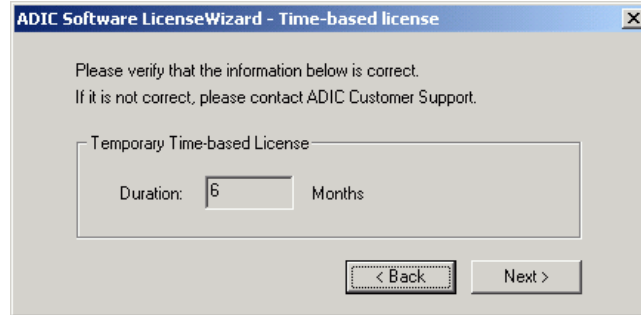 ADIC Software LicenseWizard - Time-based license
Please verify that the information below is correct.
If it is not correct, please contact ADIC Customer Support.
Temporary Time-based License
Duration: 6 Months
< Back Next >